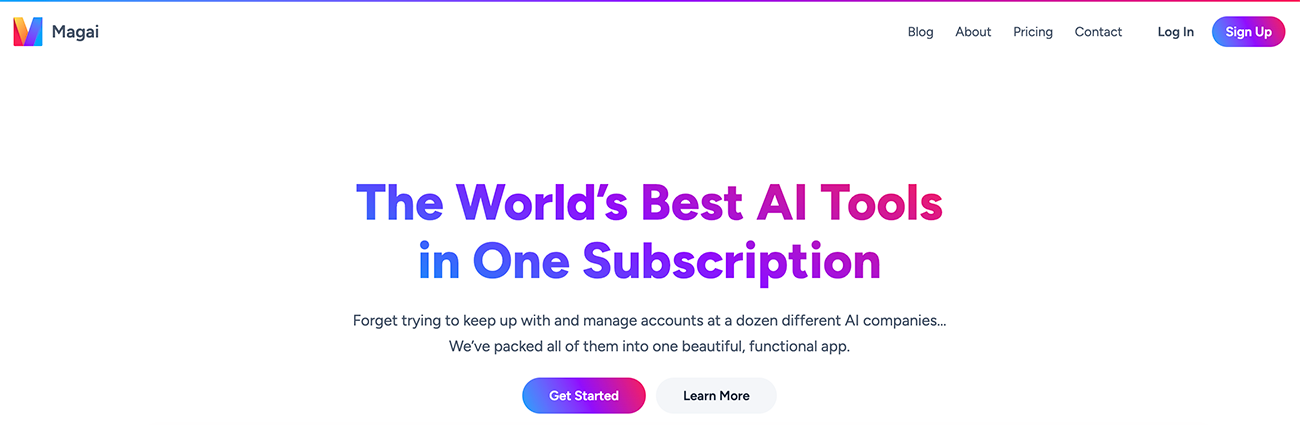 Magai
Blog About Pricing Contact Log In Sign Up
The World’s Best AI Tools
in One Subscription
Forget trying to keep up with and manage accounts at a dozen different AI companies...
We’ve packed all of them into one beautiful, functional app.
Get Started Learn More